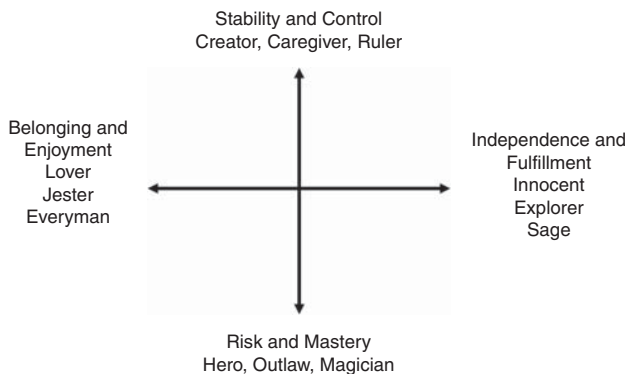 Stability and Control
Creator, Caregiver, Ruler
Belonging and
Enjoyment
Lover
Jester
Everyman
Independence and
Fulfillment
Innocent
Explorer
Sage
Risk and Mastery
Hero, Outlaw, Magician